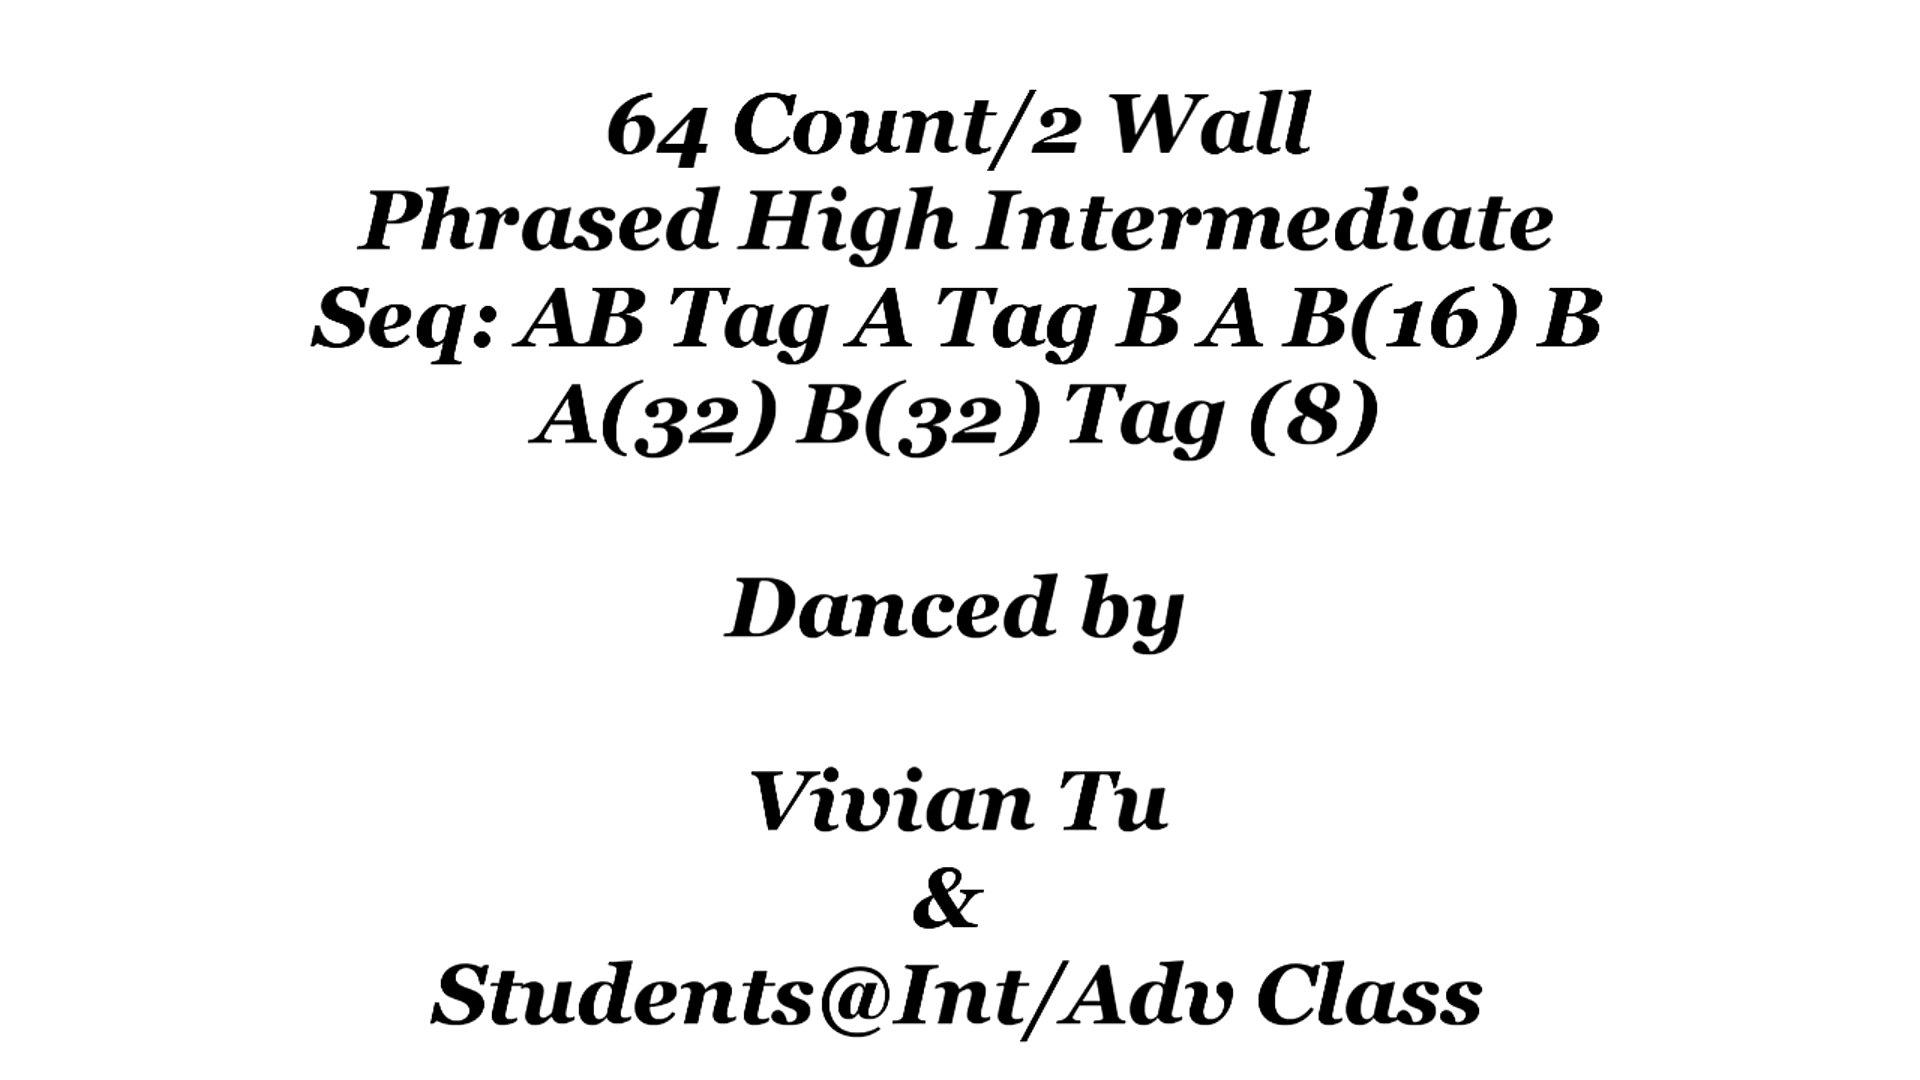 64 Count/2 Wall
Phrased High Intermediate
Seq: AB Tag A Tag B A B(16) B
A(32) B(32) Tag (8)
Danced by
Vivian Tu
&
Students@Int/Adv Class